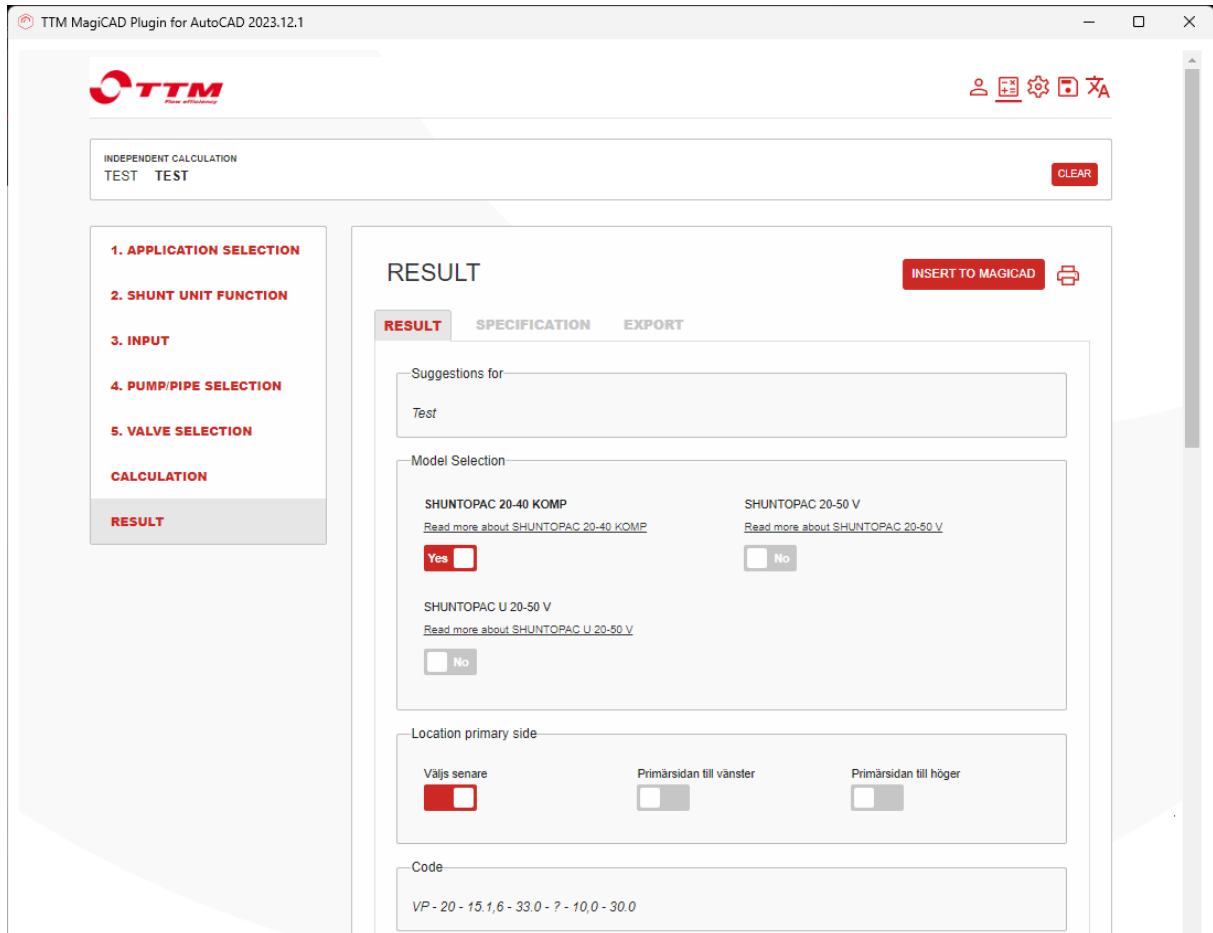 TTM MagiCAD Plugin for AutoCAD 2023.12.1
TTM
Flow efficiency
INDEPENDENT CALCULATION
TEST TEST
CLEAR
1. APPLICATION SELECTION
2. SHUNT UNIT FUNCTION
3. INPUT
4. PUMP/PIPE SELECTION
5. VALVE SELECTION
CALCULATION
RESULT
RESULT
INSERT TO MAGICAD
RESULT SPECIFICATION EXPORT
Suggestions for
Test
Model Selection
SHUNTOPAC 20-40 KOMP SHUNTOPAC 20-50 V
Read more about SHUNTOPAC 20-40 KOMP Read more about SHUNTOPAC 20-50 V
Yes No
SHUNTOPAC U 20-50 V
Read more about SHUNTOPAC U 20-50 V
No
Location primary side
Väljs senare Primärsidan till vänster Primärsidan till höger
Code
VP - 20 - 15.1,6 - 33.0 - ? - 10,0 - 30.0